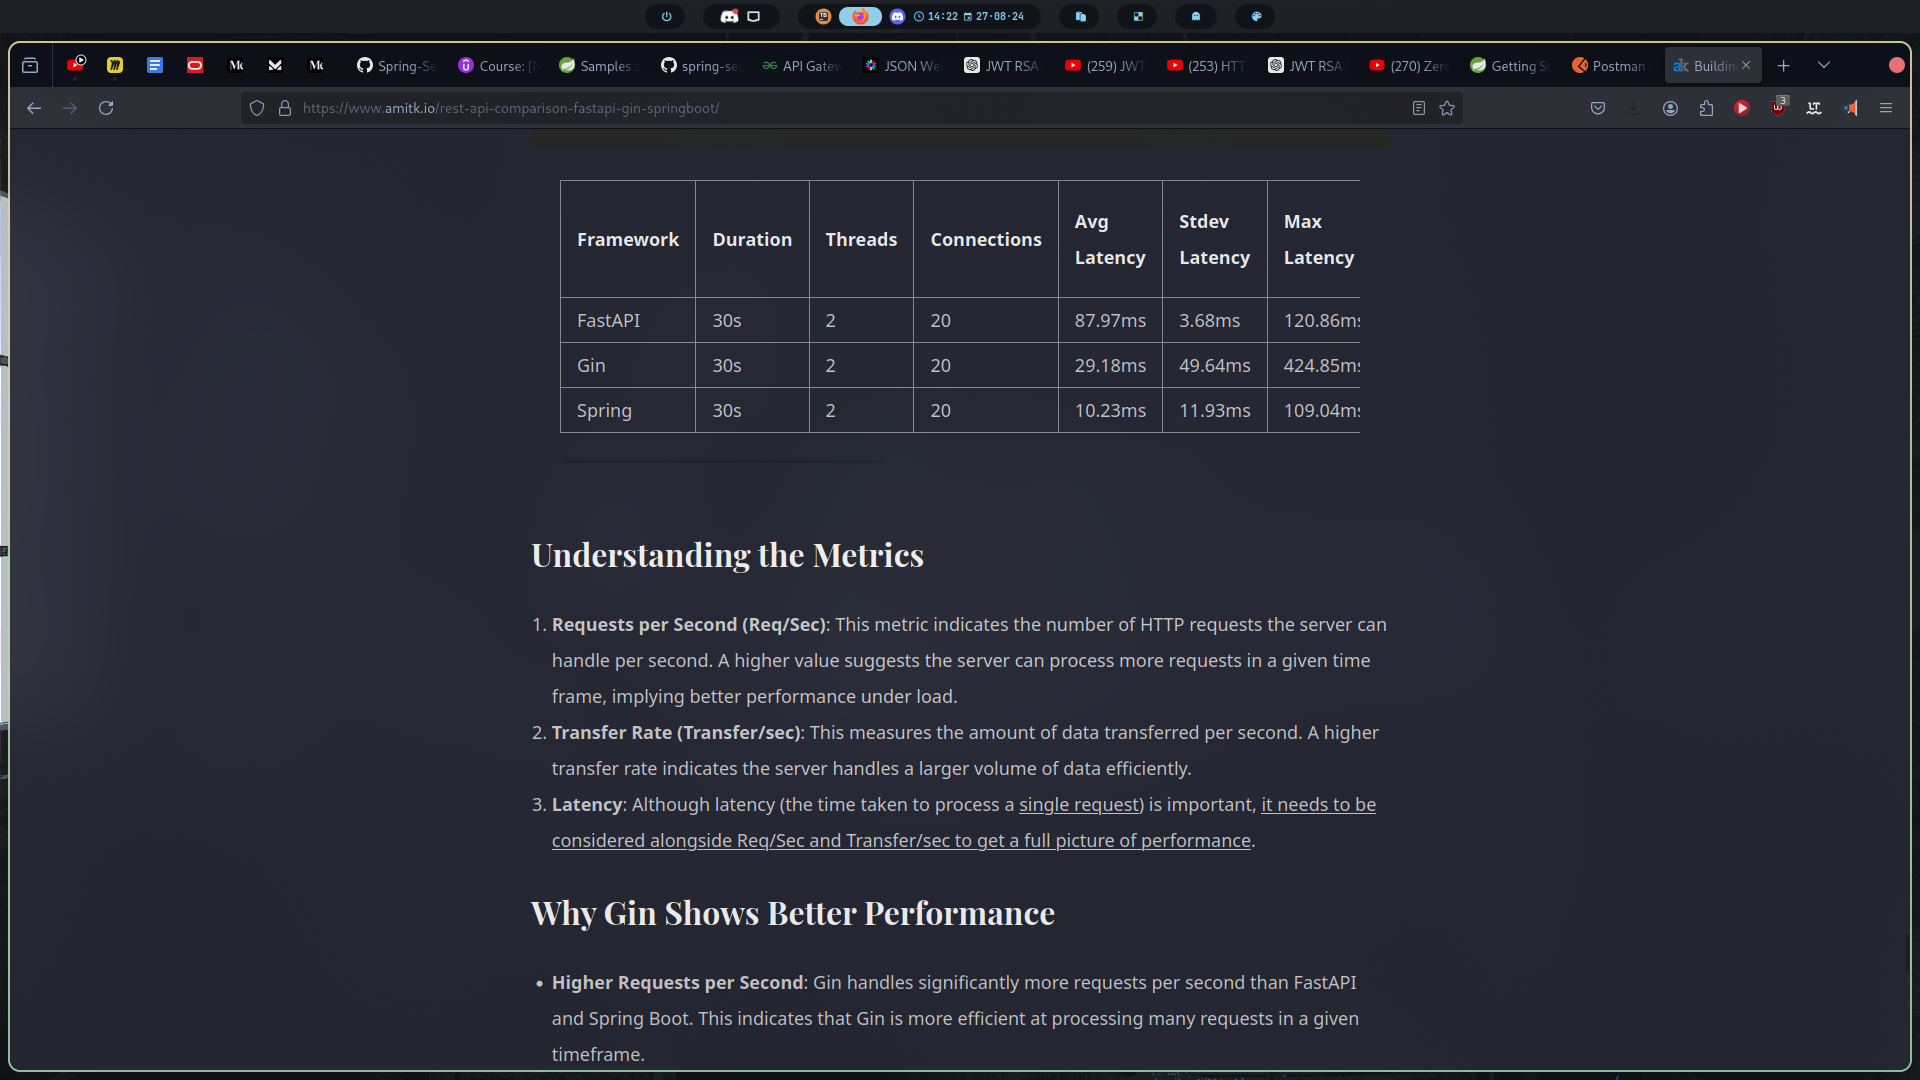 14:22 27·08·24
Spring-Se
Course: [
Samples
spring-se
API Gatew
JSON We
JWT RSA
(259) JWT
(253) HTT
JWT RSA
(270) Zer
Getting S
Postman
Buildin
https://www.amitk.io/rest-api-comparison-fastapi-gin-springboot/
3
Framework Duration Threads Connections Avg Latency Stdev Latency Max Latency
FastAPI 30s 2 20 87.97ms 3.68ms 120.86ms
Gin 30s 2 20 29.18ms 49.64ms 424.85ms
Spring 30s 2 20 10.23ms 11.93ms 109.04ms
Understanding the Metrics
1. Requests per Second (Req/Sec): This metric indicates the number of HTTP requests the server can
handle per second. A higher value suggests the server can process more requests in a given time
frame, implying better performance under load.
2. Transfer Rate (Transfer/sec): This measures the amount of data transferred per second. A higher
transfer rate indicates the server handles a larger volume of data efficiently.
3. Latency: Although latency (the time taken to process a single request) is important, it needs to be
considered alongside Req/Sec and Transfer/sec to get a full picture of performance.
Why Gin Shows Better Performance
• Higher Requests per Second: Gin handles significantly more requests per second than FastAPI
and Spring Boot. This indicates that Gin is more efficient at processing many requests in a given
timeframe.